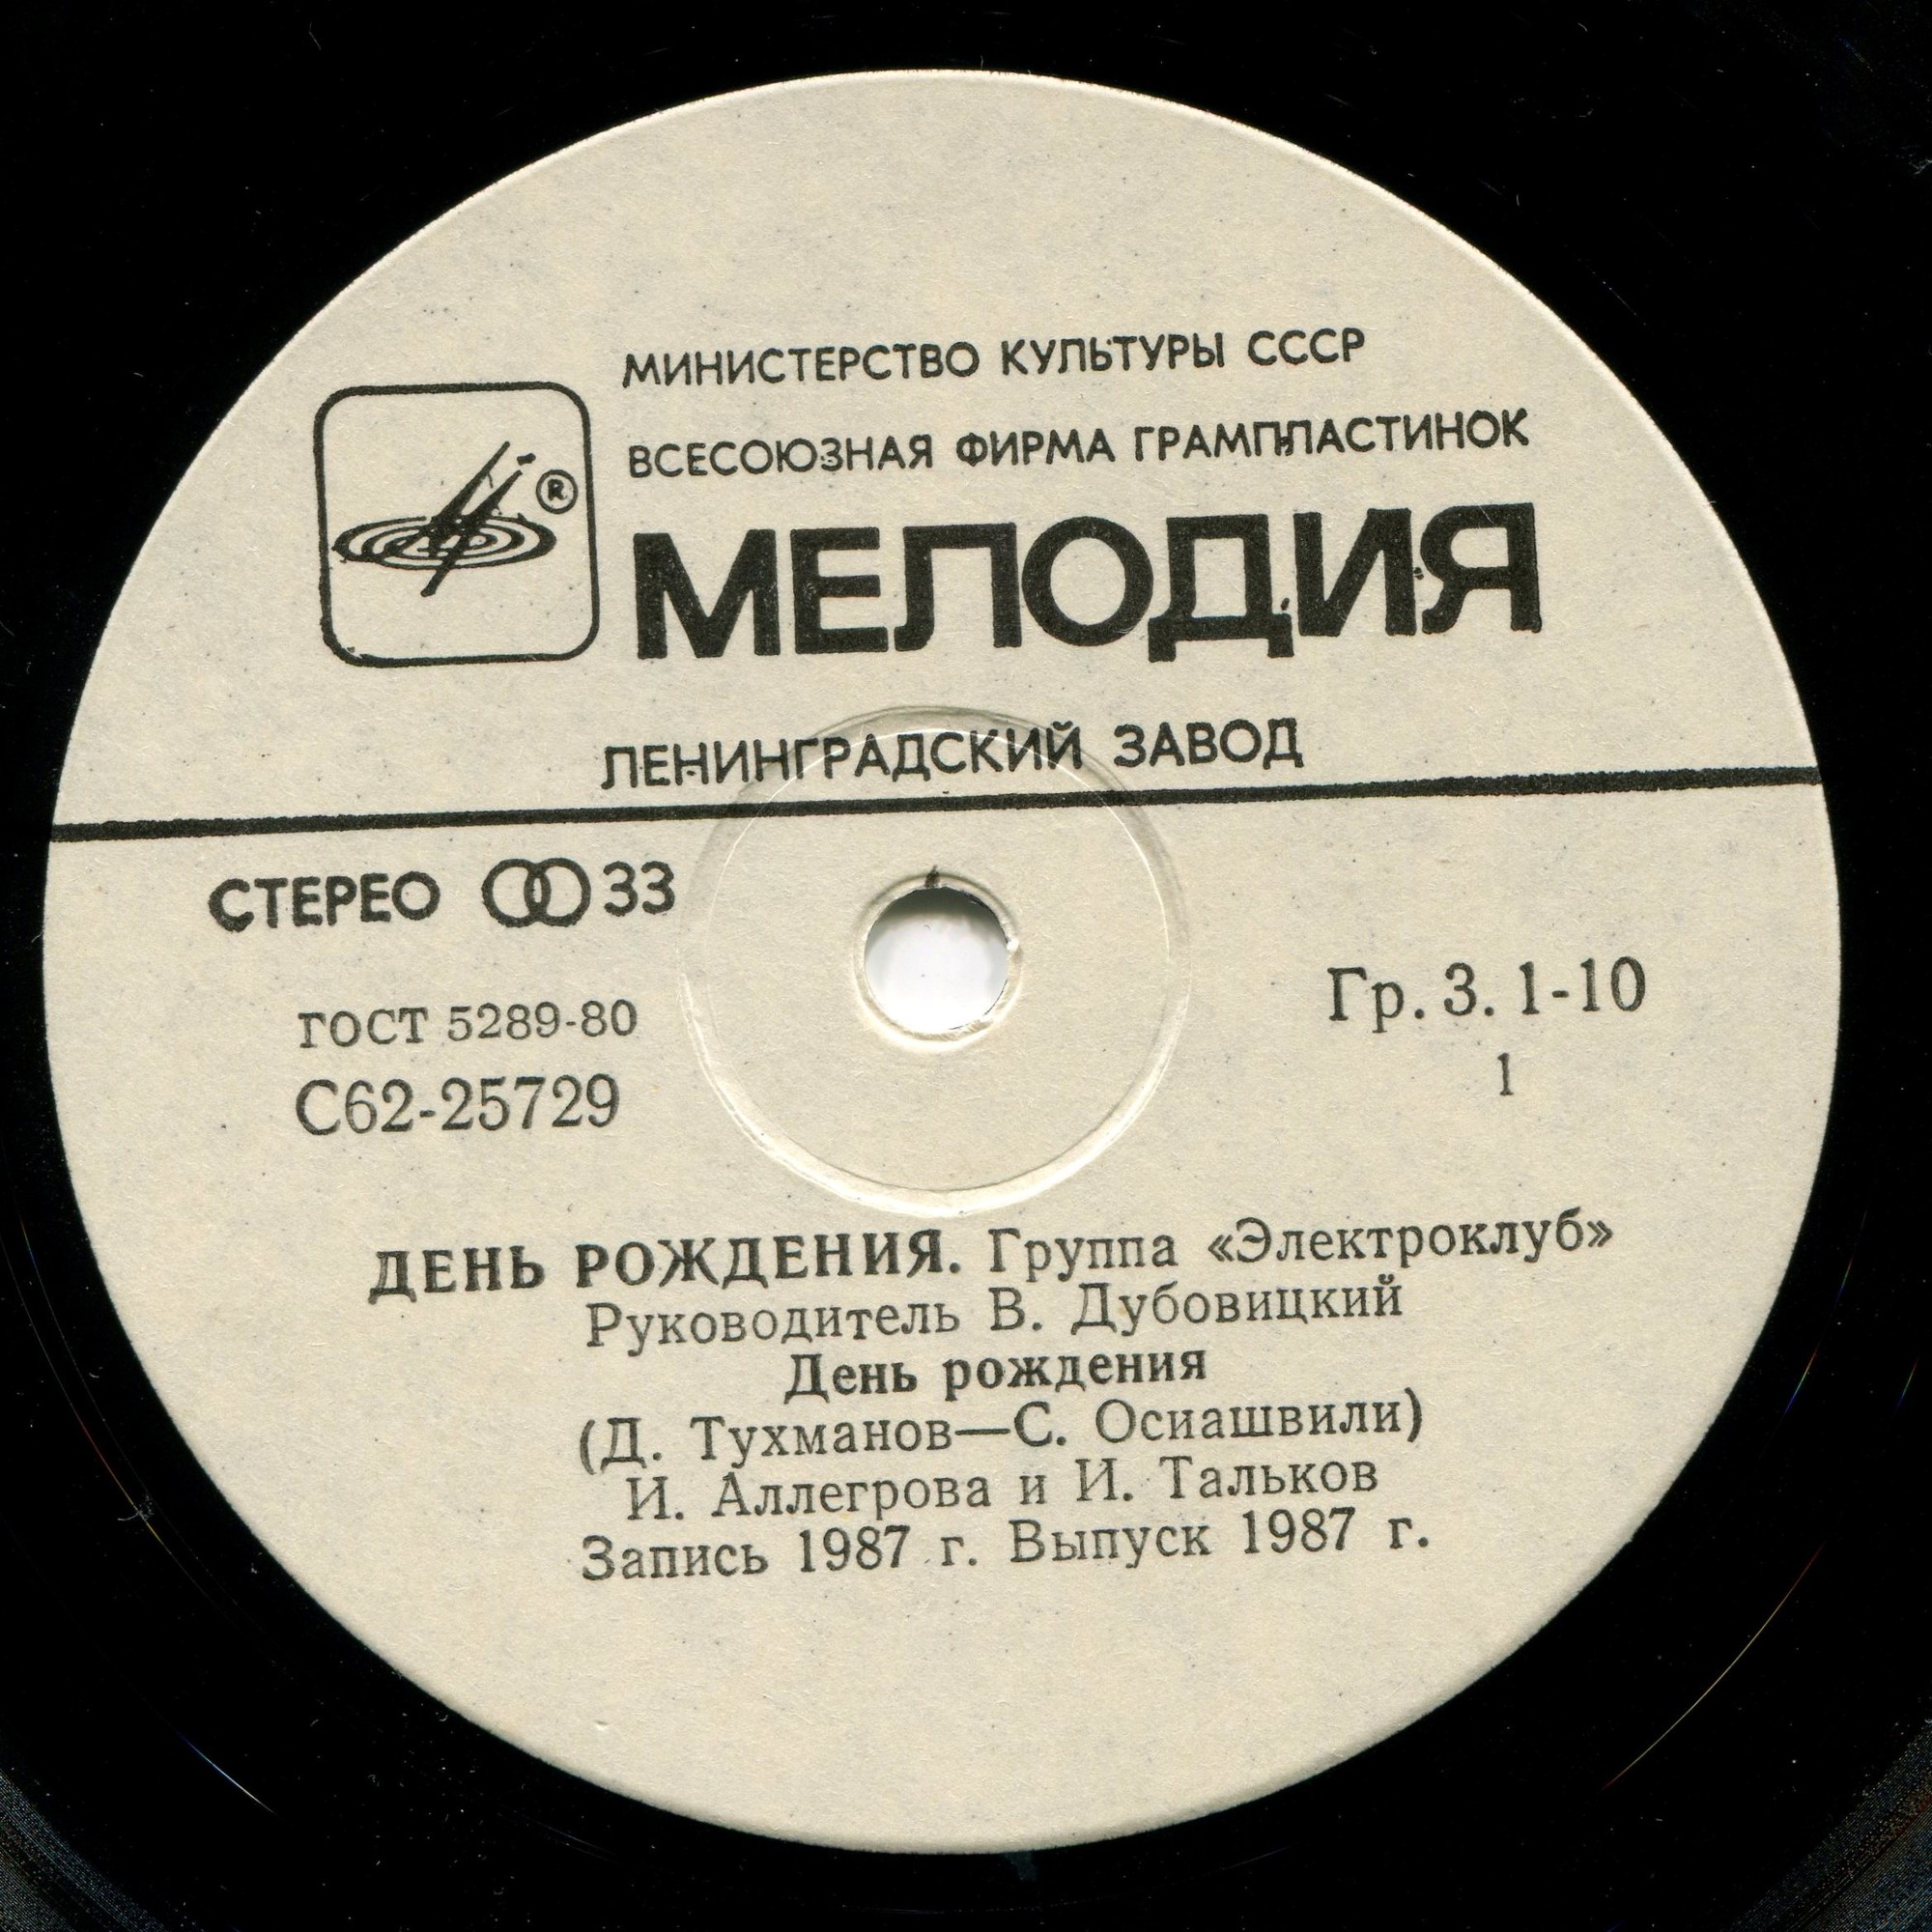 МИНИСТЕРСТВО КУЛЬТУРЫ СССР
ВСЕСОЮЗНАЯ ФИРМА ГРАМПЛАСТИНОК
®
МЕЛОДИЯ
ЛЕНИНГРАДСКИЙ ЗАВОД
СТЕРЕО 33
ГОСТ 5289-80
Гр. 3. 1-10
С62-25729
1
ДЕНЬ РОЖДЕНИЯ. Группа «Электроклуб»
Руководитель В. Дубовицкий
День рождения
(Д. Тухманов—С. Осиашвили)
И. Аллегрова и И. Тальков
Запись 1987 г. Выпуск 1987 г.